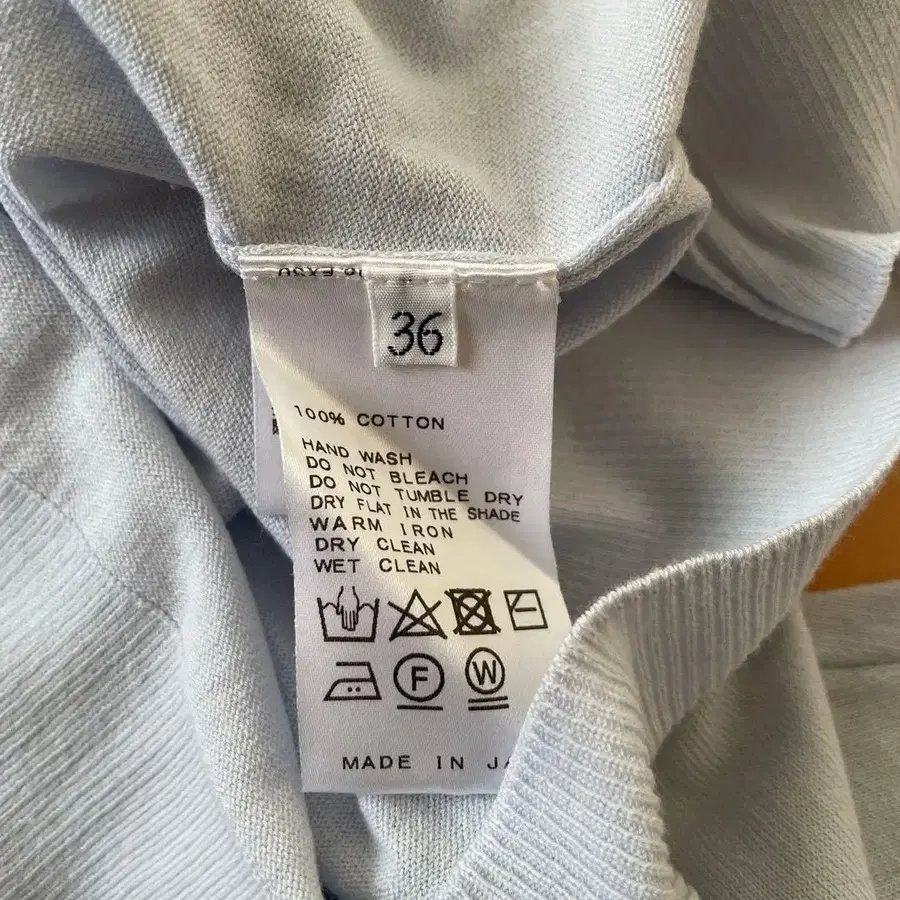 36
100% COTTON
HAND WASH
DO NOT BLEACH
DO NOT TUMBLE DRY
DRY FLAT IN THE SHADE
WARM IRON
DRY CLEAN
WET CLEAN
F
W
MADE IN